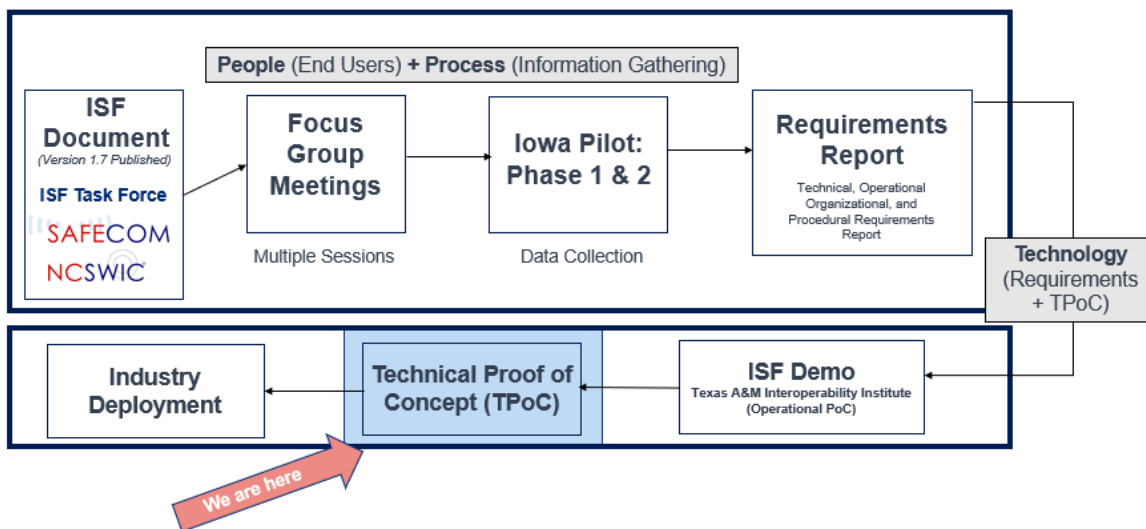 People (End Users) + Process (Information Gathering)
ISF
Document
(Version 1.7 Published)
ISF Task Force
SAFECOM
NCSWIC
Focus
Group
Meetings
Multiple Sessions
Iowa Pilot:
Phase 1 & 2
Data Collection
Requirements
Report
Technical, Operational
Organizational, and
Procedural Requirements
Report
Technology
(Requirements
+ TPoC)
ISF Demo
Texas A&M Interoperability Institute
(Operational PoC)
Technical Proof of
Concept (TPoC)
Industry
Deployment
We are here